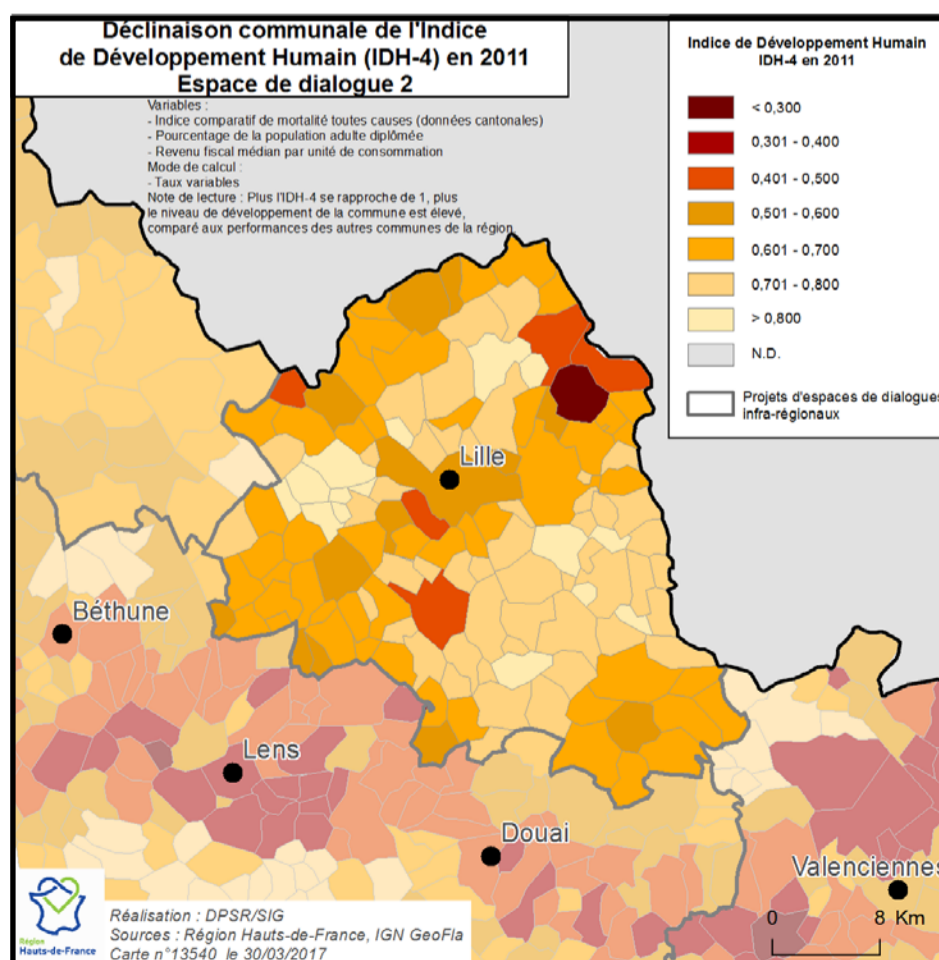 Déclinaison communale de l'Indice
de Développement Humain (IDH-4) en 2011
Espace de dialogue 2
Variables :
- Indice comparatif de mortalité toutes causes (données cantonales)
- Pourcentage de la population adulte diplômée
- Revenu fiscal médian par unité de consommation
Mode de calcul :
- Taux variables
Note de lecture : Plus l'IDH-4 se rapproche de 1, plus
le niveau de développement de la commune est élevé,
comparé aux performances des autres communes de la région
Indice de Développement Humain
IDH-4 en 2011
< 0,300
0,301 - 0,400
0,401 - 0,500
0,501 - 0,600
0,601 - 0,700
0,701 - 0,800
> 0,800
N.D.
Projets d'espaces de dialogues
infra-régionaux
Lille
Béthune
Lens
Douai
Valenciennes
0 8 Km
Région
Hauts-de-France
Réalisation : DPSR/SIG
Sources : Région Hauts-de-France, IGN GeoFla
Carte n°13540 le 30/03/2017